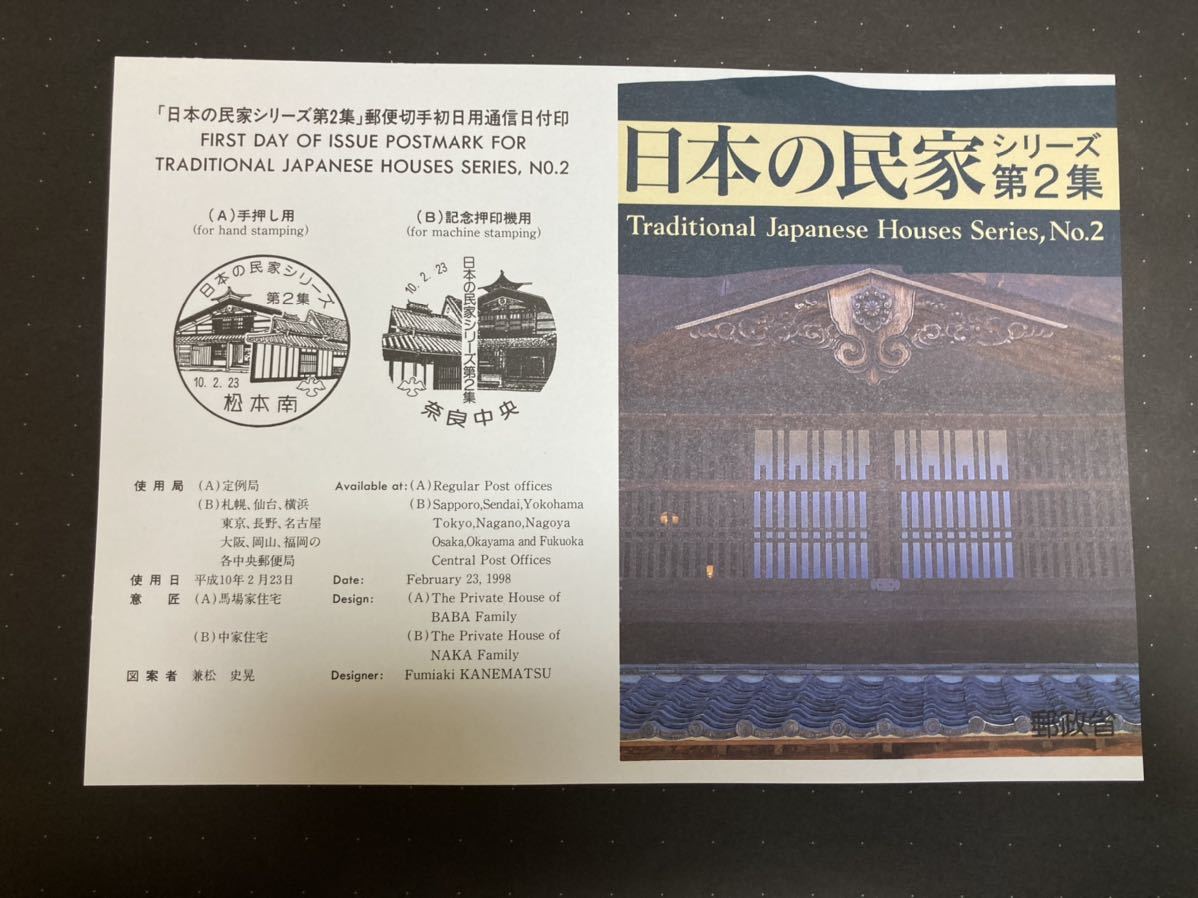 「日本の民家シリーズ第2集」郵便切手初日用通信日付印
FIRST DAY OF ISSUE POSTMARK FOR
TRADITIONAL JAPANESE HOUSES SERIES, NO.2
(A)手押し用
(for hand stamping)
(B)記念押印機用
(for machine stamping)
日本の民家シリーズ
第2集
10.2.23
松本南
10.2.23
日本の民家シリーズ第2集
奈良中央
使用局 (A)定例局
(B)札幌、仙台、横浜
東京、長野、名古屋
大阪、岡山、福岡の
各中央郵便局
使用日 平成10年2月23日
意匠 (A)馬場家住宅
(B)中家住宅
図案者 兼松 史晃
Available at: (A)Regular Post offices
(B)Sapporo,Sendai,Yokohama
Tokyo,Nagano,Nagoya
Osaka,Okayama and Fukuoka
Central Post Offices
Date: February 23, 1998
Design: (A)The Private House of
BABA Family
(B)The Private House of
NAKA Family
Designer: Fumiaki KANEMATSU
日本の民家シリーズ
第2集
Traditional Japanese Houses Series, No.2
郵政省